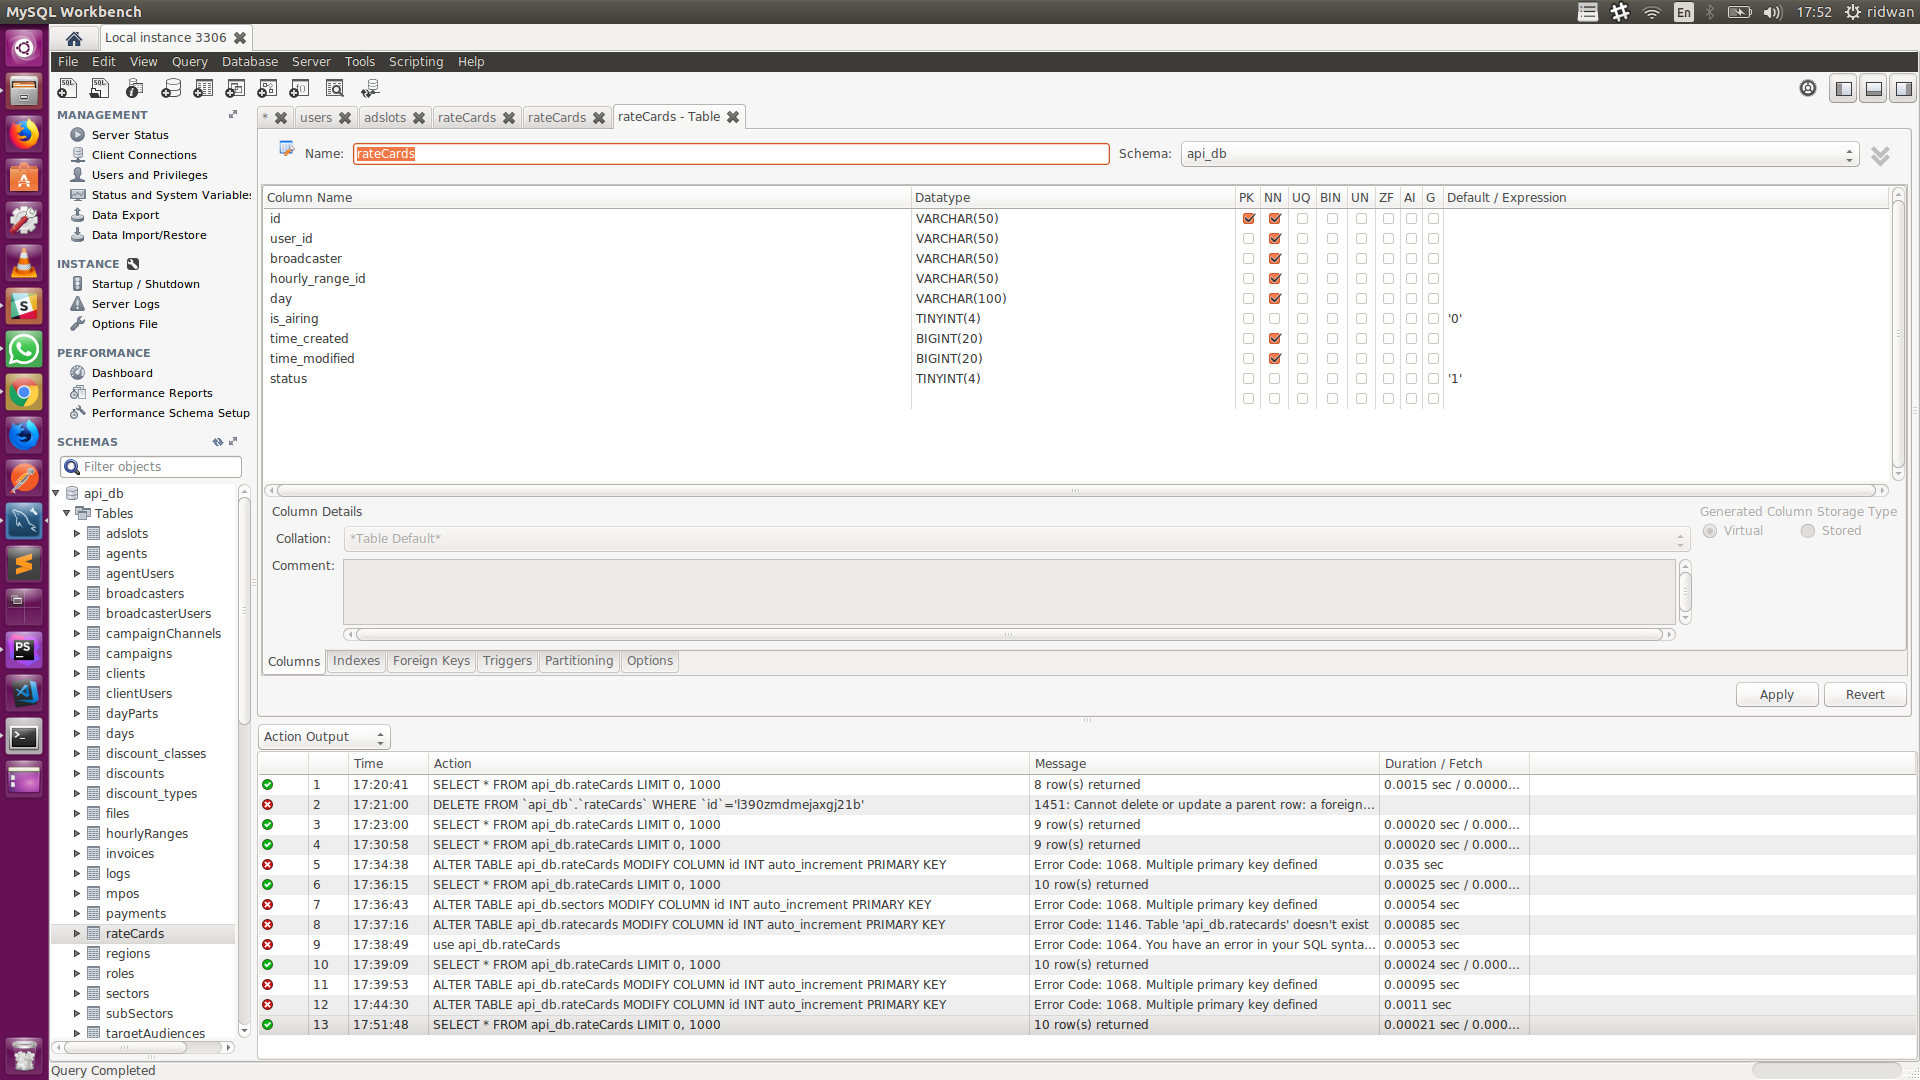 MySQL Workbench
En
17:52
ridwan
Local instance 3306
File Edit View Query Database Server Tools Scripting Help
MANAGEMENT
Server Status
Client Connections
Users and Privileges
Status and System Variables
Data Export
Data Import/Restore
INSTANCE
Startup / Shutdown
Server Logs
Options File
PERFORMANCE
Dashboard
Performance Reports
Performance Schema Setup
SCHEMAS
Filter objects
api_db
Tables
adslots
agents
agentUsers
broadcasters
broadcasterUsers
campaignChannels
campaigns
clients
clientUsers
dayParts
days
discount_classes
discounts
discount_types
files
hourlyRanges
invoices
logs
mpos
payments
rateCards
regions
roles
sectors
subSectors
targetAudiences
* users adslots rateCards rateCards rateCards - Table
Name: rateCards Schema: api_db
Column Name Datatype PK NN UQ BIN UN ZF AI G Default / Expression
id VARCHAR(50)
user_id VARCHAR(50)
broadcaster VARCHAR(50)
hourly_range_id VARCHAR(50)
day VARCHAR(100)
is_airing TINYINT(4) '0'
time_created BIGINT(20)
time_modified BIGINT(20)
status TINYINT(4) '1'
Column Details
Generated Column Storage Type
Collation: *Table Default*
Virtual Stored
Comment:
Columns Indexes Foreign Keys Triggers Partitioning Options
Apply Revert
Action Output
Time Action Message Duration / Fetch
1 17:20:41 SELECT * FROM api_db.rateCards LIMIT 0, 1000 8 row(s) returned 0.0015 sec / 0.0000...
2 17:21:00 DELETE FROM `api_db`.`rateCards` WHERE `id`='l390zmdmejaxgj21b' 1451: Cannot delete or update a parent row: a foreign...
3 17:23:00 SELECT * FROM api_db.rateCards LIMIT 0, 1000 9 row(s) returned 0.00020 sec / 0.000...
4 17:30:58 SELECT * FROM api_db.rateCards LIMIT 0, 1000 9 row(s) returned 0.00020 sec / 0.000...
5 17:34:38 ALTER TABLE api_db.rateCards MODIFY COLUMN id INT auto_increment PRIMARY KEY Error Code: 1068. Multiple primary key defined 0.035 sec
6 17:36:15 SELECT * FROM api_db.rateCards LIMIT 0, 1000 10 row(s) returned 0.00025 sec / 0.000...
7 17:36:43 ALTER TABLE api_db.sectors MODIFY COLUMN id INT auto_increment PRIMARY KEY Error Code: 1068. Multiple primary key defined 0.00054 sec
8 17:37:16 ALTER TABLE api_db.ratecards MODIFY COLUMN id INT auto_increment PRIMARY KEY Error Code: 1146. Table 'api_db.ratecards' doesn't exist 0.00085 sec
9 17:38:49 use api_db.rateCards Error Code: 1064. You have an error in your SQL synta... 0.00053 sec
10 17:39:09 SELECT * FROM api_db.rateCards LIMIT 0, 1000 10 row(s) returned 0.00024 sec / 0.000...
11 17:39:53 ALTER TABLE api_db.rateCards MODIFY COLUMN id INT auto_increment PRIMARY KEY Error Code: 1068. Multiple primary key defined 0.00095 sec
12 17:44:30 ALTER TABLE api_db.rateCards MODIFY COLUMN id INT auto_increment PRIMARY KEY Error Code: 1068. Multiple primary key defined 0.0011 sec
13 17:51:48 SELECT * FROM api_db.rateCards LIMIT 0, 1000 10 row(s) returned 0.00021 sec / 0.000...
Query Completed